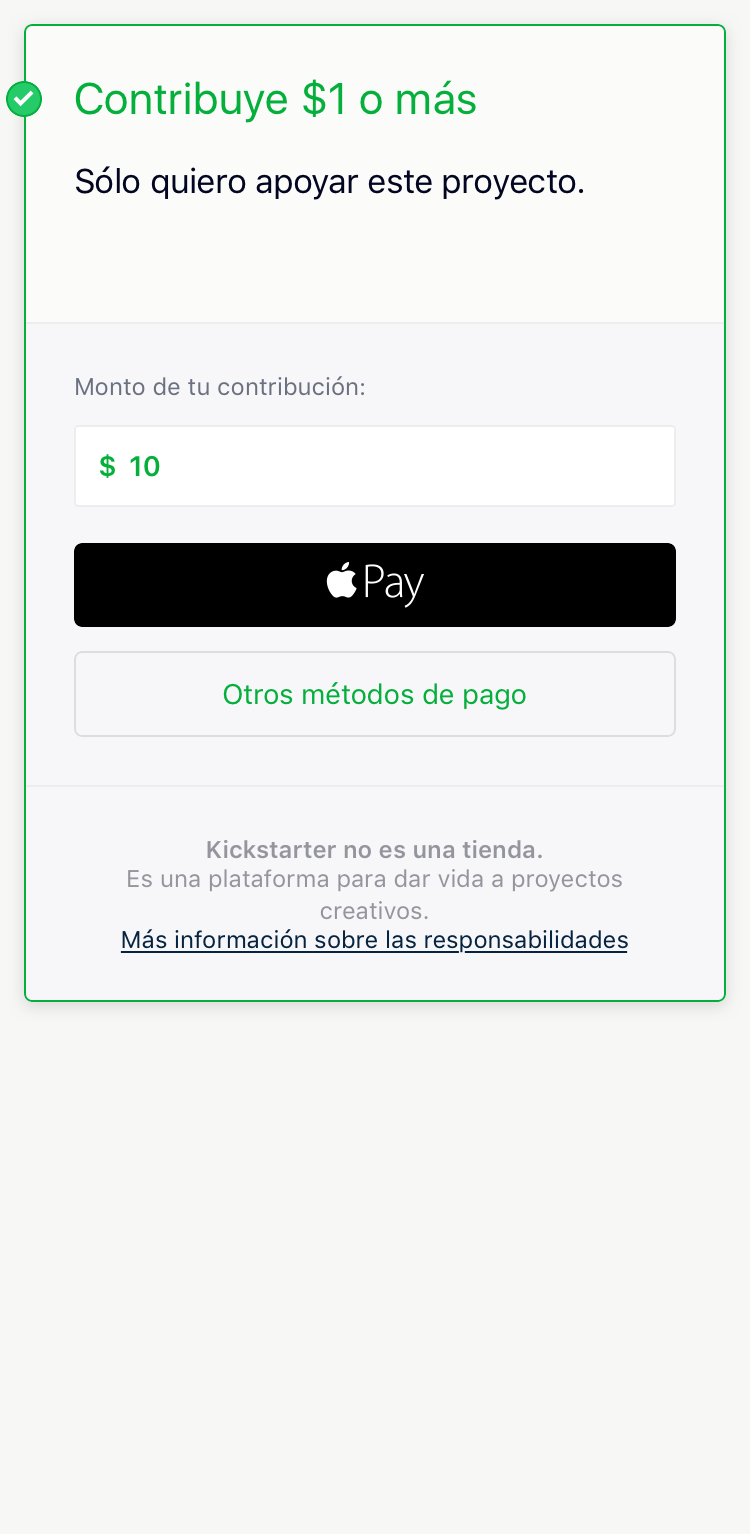 Contribuye $1 o más
Sólo quiero apoyar este proyecto.
Monto de tu contribución:
$ 10
Pay
Otros métodos de pago
Kickstarter no es una tienda.
Es una plataforma para dar vida a proyectos
creativos.
Más información sobre las responsabilidades